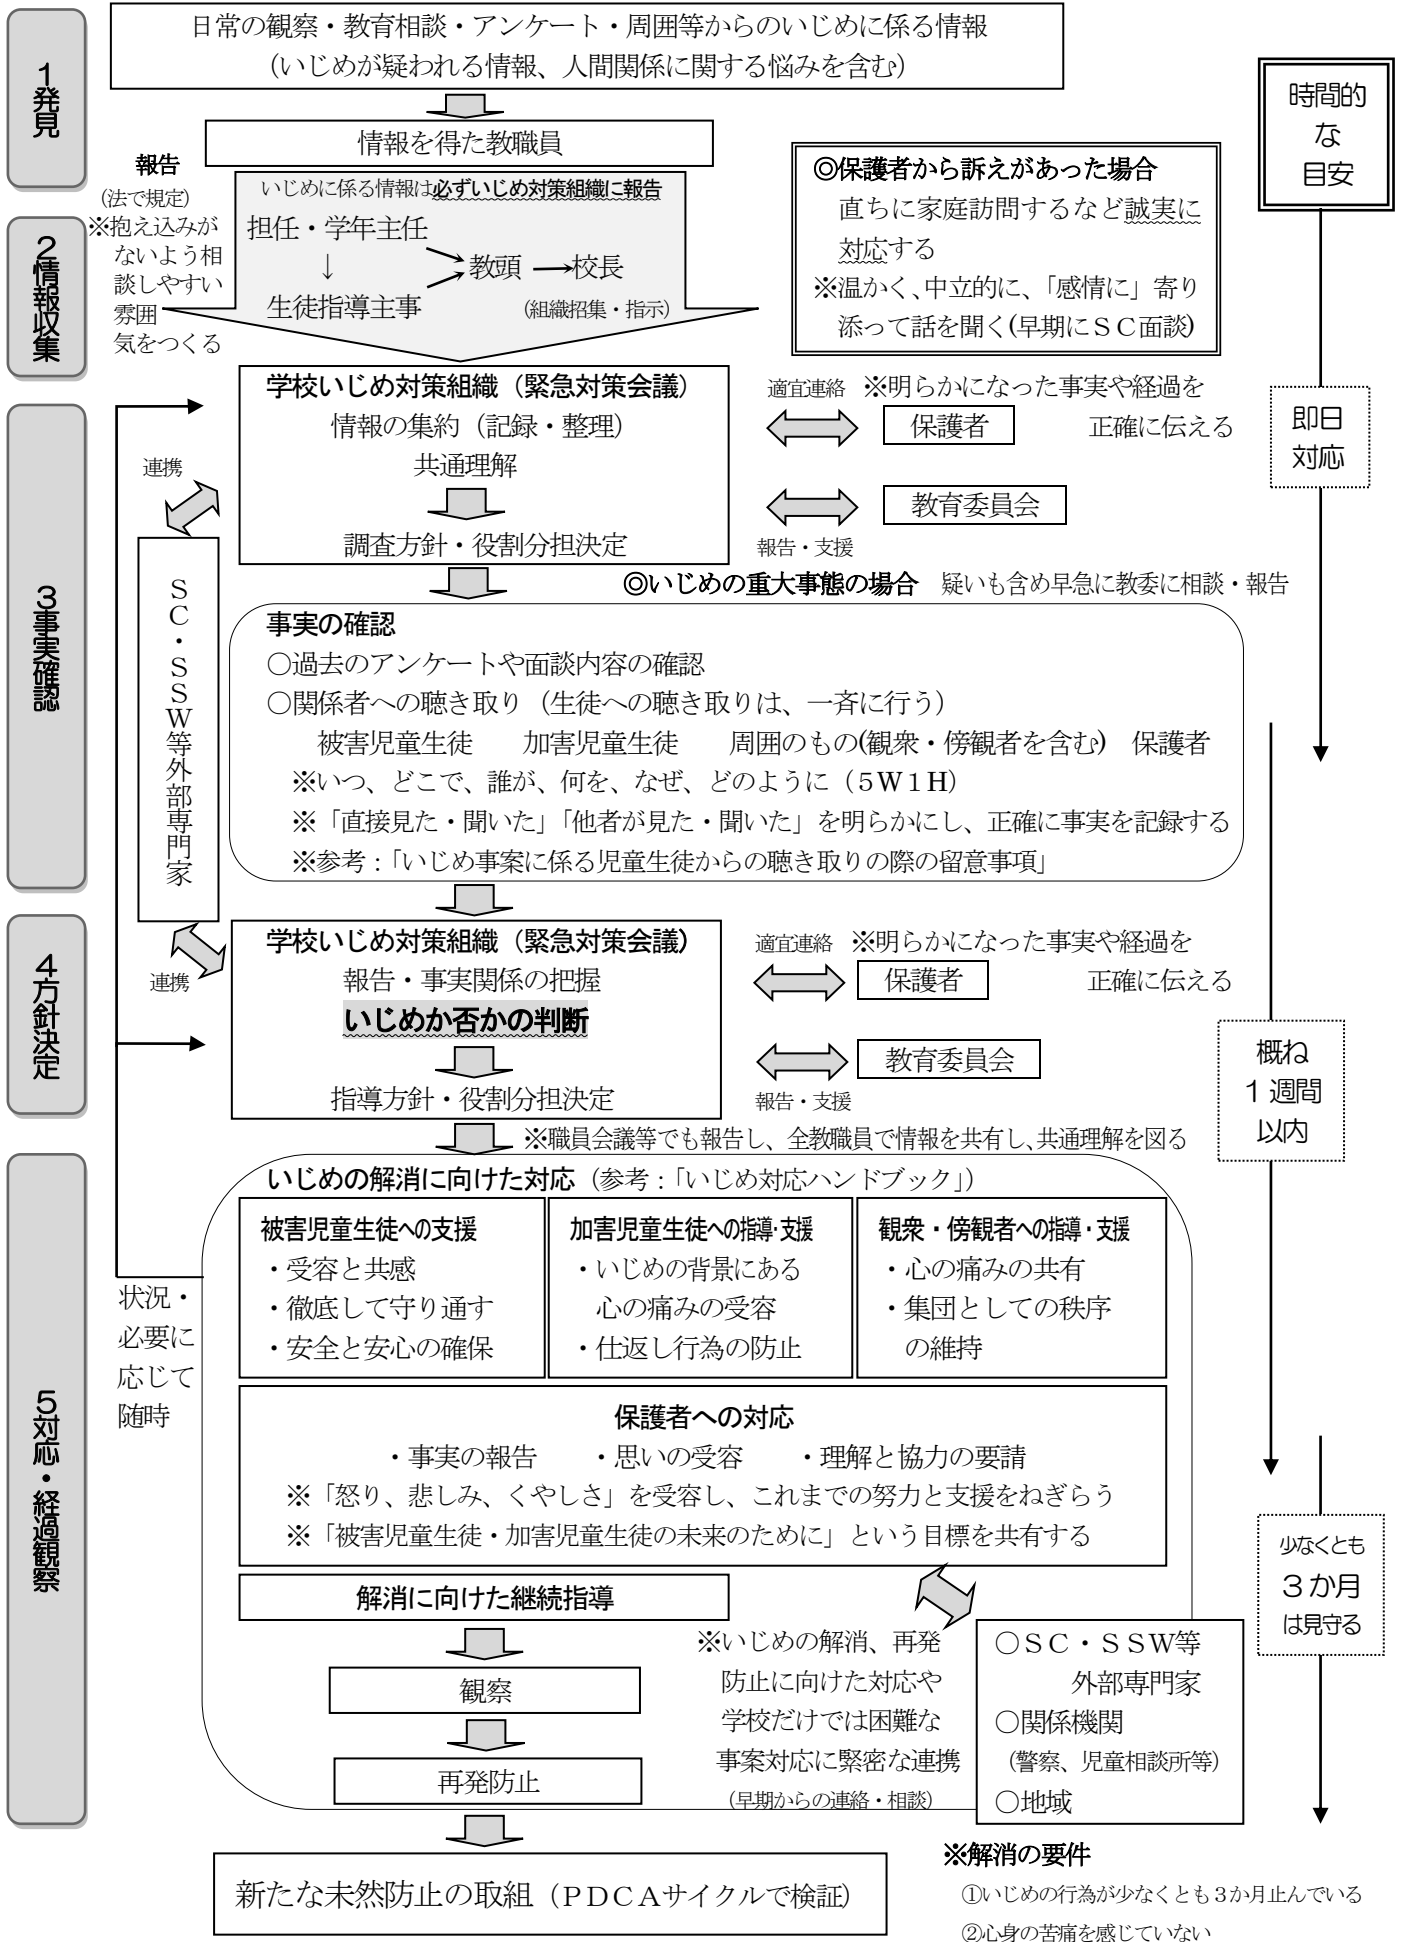 1発見
日常の観察・教育相談・アンケート・周囲等からのいじめに係る情報
(いじめが疑われる情報、人間関係に関する悩みを含む)
情報を得た教職員
報告
(法で規定)
※抱え込みが
ないよう相
談しやすい
雰囲
気をつくる
いじめに係る情報は必ずいじめ対策組織に報告
担任・学年主任
↓
生徒指導主事
教頭
校長
(組織招集・指示)
◎保護者から訴えがあった場合
直ちに家庭訪問するなど誠実に
対応する
※温かく、中立的に、「感情に」寄り
添って話を聞く(早期にSC面談)
時間的
な
目安
2情報収集
学校いじめ対策組織(緊急対策会議)
情報の集約(記録・整理)
共通理解
調査方針・役割分担決定
適宜連絡 ※明らかになった事実や経過を
保護者 正確に伝える
教育委員会
報告・支援
即日
対応
連携
SC・SSW等外部専門家
3事実確認
◎いじめの重大事態の場合 疑いも含め早急に教委に相談・報告
事実の確認
○過去のアンケートや面談内容の確認
○関係者への聴き取り(生徒への聴き取りは、一斉に行う)
被害児童生徒 加害児童生徒 周囲のもの(観衆・傍観者を含む) 保護者
※いつ、どこで、誰が、何を、なぜ、どのように(5W1H)
※「直接見た・聞いた」「他者が見た・聞いた」を明らかにし、正確に事実を記録する
※参考:「いじめ事案に係る児童生徒からの聴き取りの際の留意事項」
4方針決定
連携
学校いじめ対策組織(緊急対策会議)
報告・事実関係の把握
いじめか否かの判断
指導方針・役割分担決定
適宜連絡 ※明らかになった事実や経過を
保護者 正確に伝える
教育委員会
報告・支援
概ね
1週間
以内
※職員会議等でも報告し、全教職員で情報を共有し、共通理解を図る
5対応・経過観察
いじめの解消に向けた対応(参考:「いじめ対応ハンドブック」)
被害児童生徒への支援
・受容と共感
・徹底して守り通す
・安全と安心の確保
加害児童生徒への指導・支援
・いじめの背景にある
心の痛みの受容
・仕返し行為の防止
観衆・傍観者への指導・支援
・心の痛みの共有
・集団としての秩序
の維持
状況・
必要に
応じて
随時
保護者への対応
・事実の報告 ・思いの受容 ・理解と協力の要請
※「怒り、悲しみ、くやしさ」を受容し、これまでの努力と支援をねぎらう
※「被害児童生徒・加害児童生徒の未来のために」という目標を共有する
少なくとも
3か月
は見守る
解消に向けた継続指導
観察
再発防止
※いじめの解消、再発
防止に向けた対応や
学校だけでは困難な
事案対応に緊密な連携
(早期からの連絡・相談)
○SC・SSW等
外部専門家
○関係機関
(警察、児童相談所等)
○地域
新たな未然防止の取組(PDCAサイクルで検証)
※解消の要件
①いじめの行為が少なくとも3か月止んでいる
②心身の苦痛を感じていない